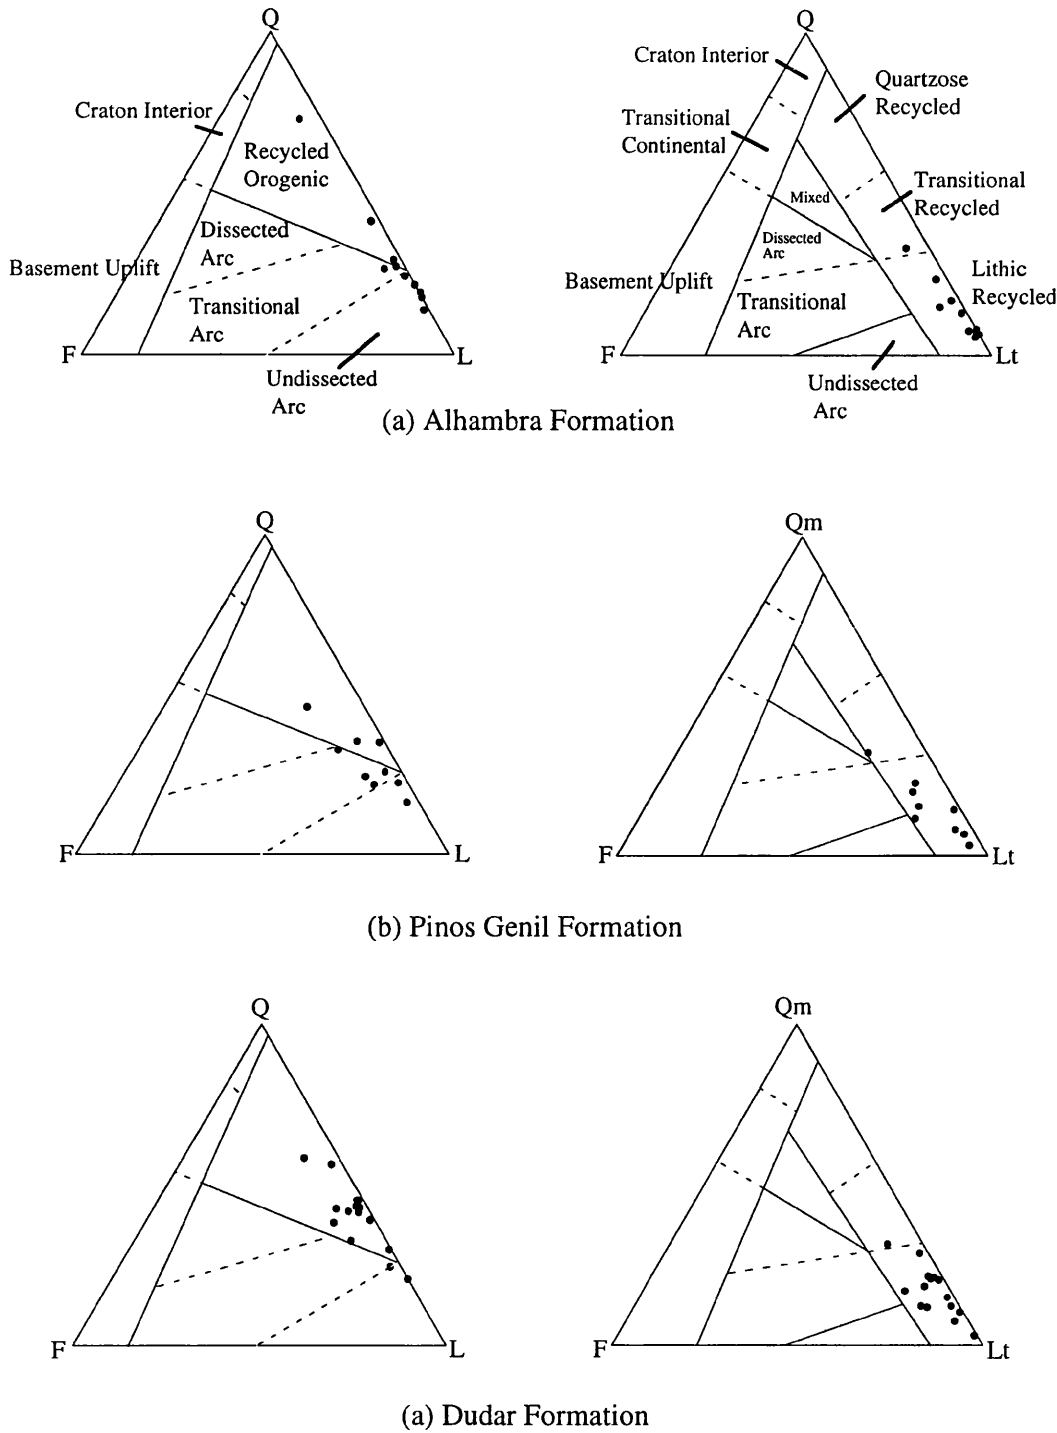 Q
Craton Interior
Recycled
Orogenic
Dissected
Arc
Basement Uplift
Transitional
Arc
F
L
Undissected
Arc
Q
Craton Interior
Quartzose
Recycled
Transitional
Continental
Transitional
Recycled
Mixed
Dissected
Arc
Basement Uplift
Lithic
Recycled
Transitional
Arc
F
Lt
Undissected
Arc
(a) Alhambra Formation
Q
F
L
Qm
F
Lt
(b) Pinos Genil Formation
Q
F
L
Qm
F
Lt
(a) Dudar Formation